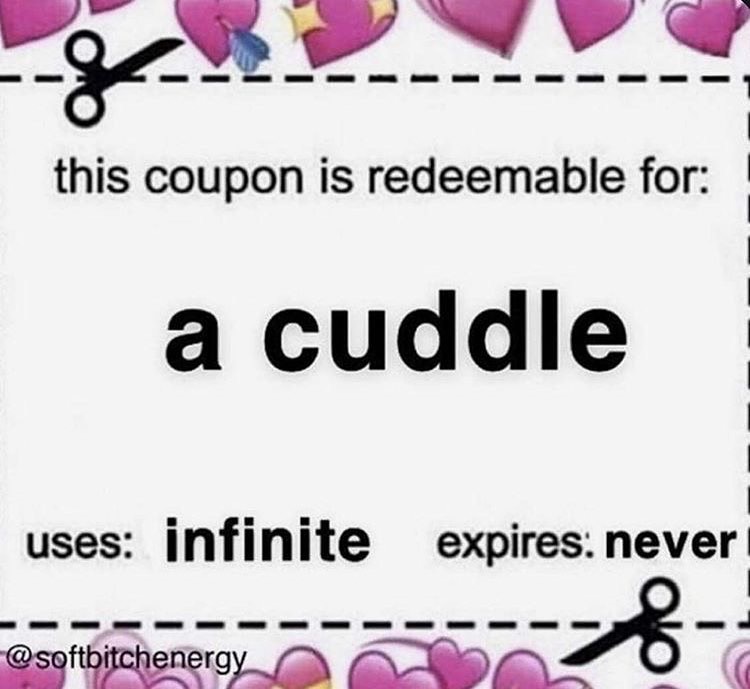 this coupon is redeemable for:
a cuddle
uses: infinite expires: never
@softbitchenergy